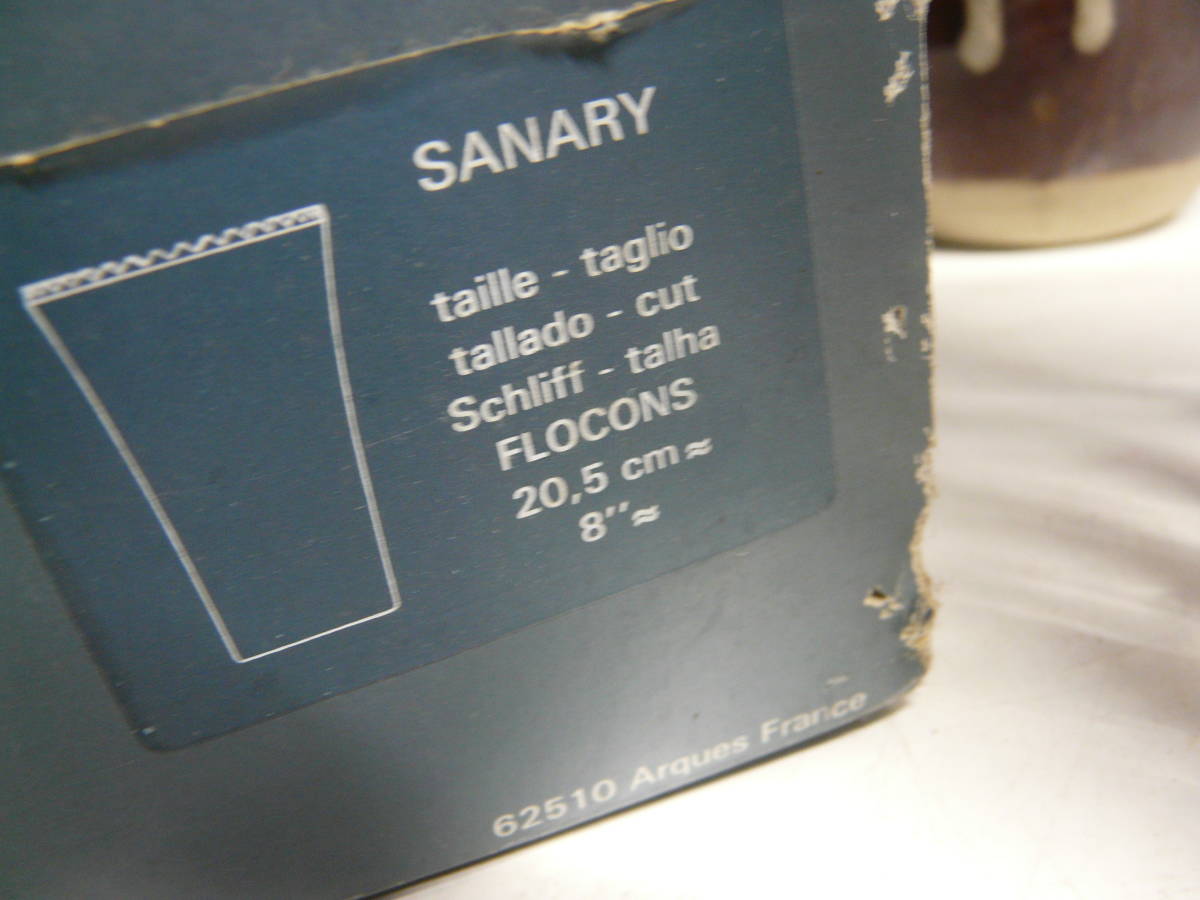 SANARY
taille - taglio
tallado - cut
Schliff - talha
FLOCONS
20,5 cm ≈
8'' ≈
62510 Arques France